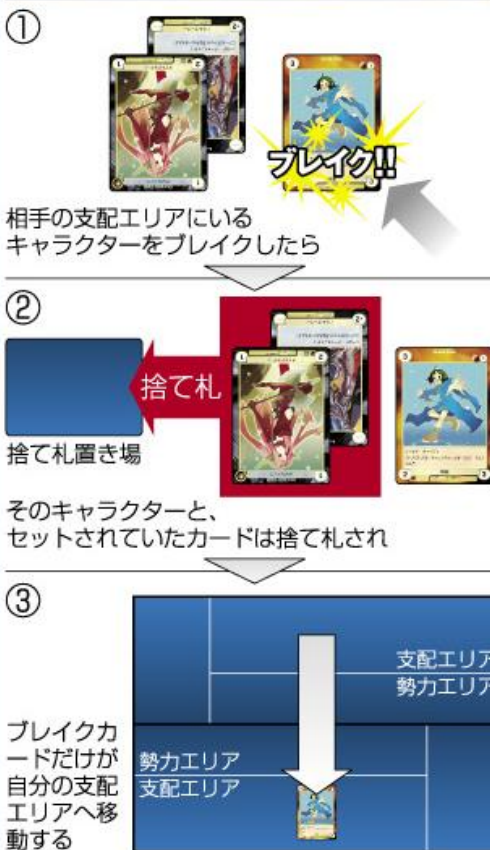 ①
ブレイク!!
相手の支配エリアにいる
キャラクターをブレイクしたら
②
捨て札
捨て札置き場
そのキャラクターと、
セットされていたカードは捨て札され
③
支配エリア
勢力エリア
ブレイクカ
ードだけが
自分の支配
エリアへ移
動する
勢力エリア
支配エリア